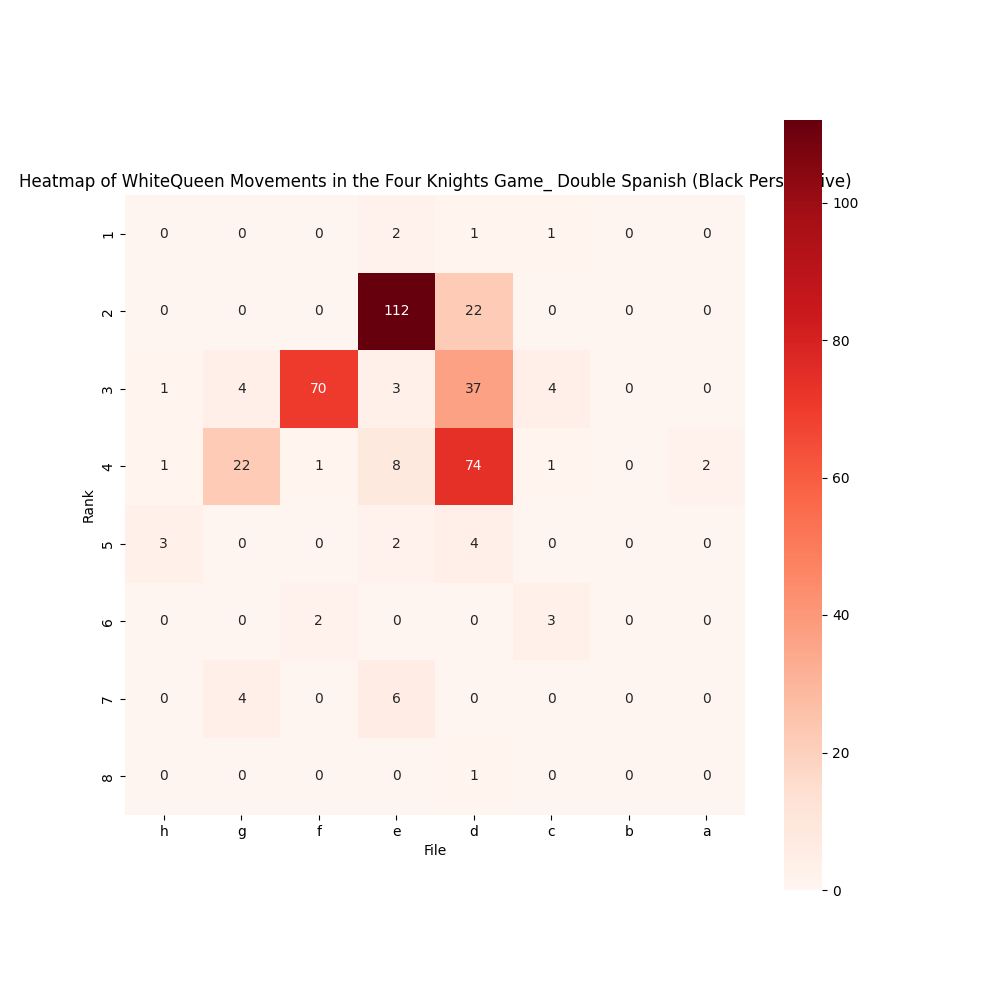 Heatmap of WhiteQueen Movements in the Four Knights Game_ Double Spanish (Black Pers ive)
1 0 0 0 2 1 1 0 0
2 0 0 0 112 22 0 0 0
3 1 4 70 3 37 4 0 0
4 1 22 1 8 74 1 0 2
5 3 0 0 2 4 0 0 0
6 0 0 2 0 0 3 0 0
7 0 4 0 6 0 0 0 0
8 0 0 0 0 1 0 0 0
h g f e d c b a
File
Rank
100
80
60
40
20
0